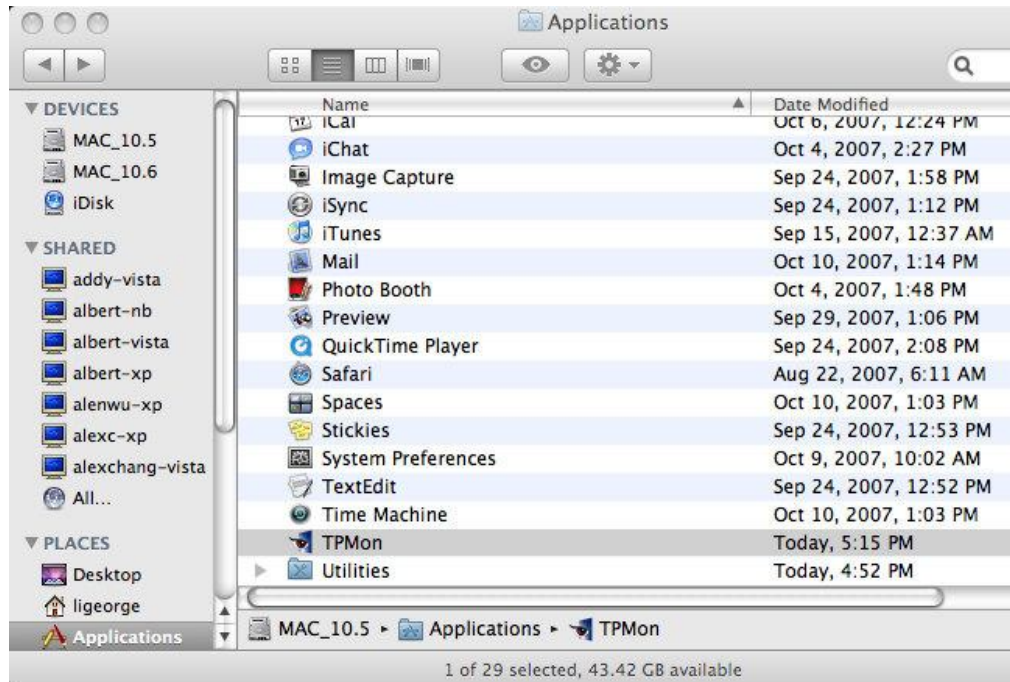 Applications
DEVICES
MAC_10.5
MAC_10.6
iDisk
SHARED
addy-vista
albert-nb
albert-vista
albert-xp
alenwu-xp
alexc-xp
alexchang-vista
All...
PLACES
Desktop
ligeorge
Applications
Name Date Modified
iCal Oct 6, 2007, 12:24 PM
iChat Oct 4, 2007, 2:27 PM
Image Capture Sep 24, 2007, 1:58 PM
iSync Sep 24, 2007, 1:12 PM
iTunes Sep 15, 2007, 12:37 AM
Mail Oct 10, 2007, 1:14 PM
Photo Booth Oct 4, 2007, 1:48 PM
Preview Sep 29, 2007, 1:06 PM
QuickTime Player Sep 24, 2007, 2:08 PM
Safari Aug 22, 2007, 6:11 AM
Spaces Oct 10, 2007, 1:03 PM
Stickies Sep 24, 2007, 12:53 PM
System Preferences Oct 9, 2007, 10:02 AM
TextEdit Sep 24, 2007, 12:52 PM
Time Machine Oct 10, 2007, 1:03 PM
TPMon Today, 5:15 PM
Utilities Today, 4:52 PM
MAC_10.5 ▸ Applications ▸ TPMon
1 of 29 selected, 43.42 GB available